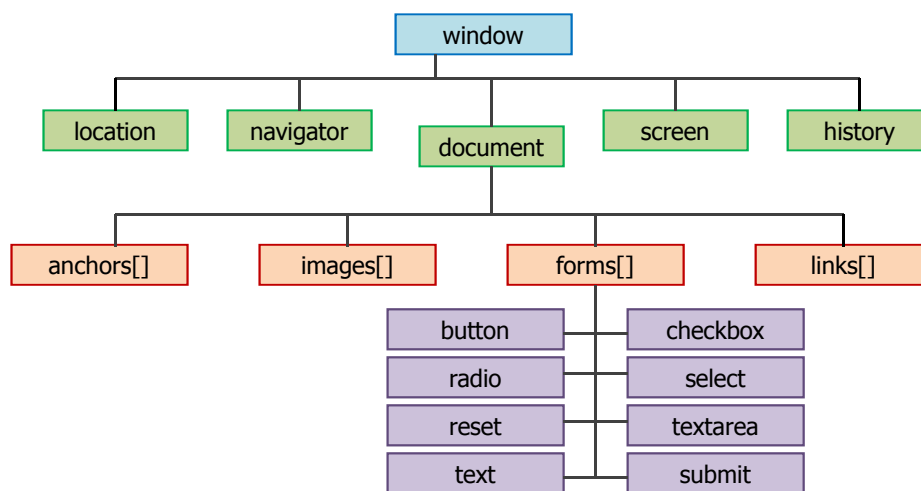 window
location
navigator
document
screen
history
anchors[]
images[]
forms[]
links[]
button
checkbox
radio
select
reset
textarea
text
submit